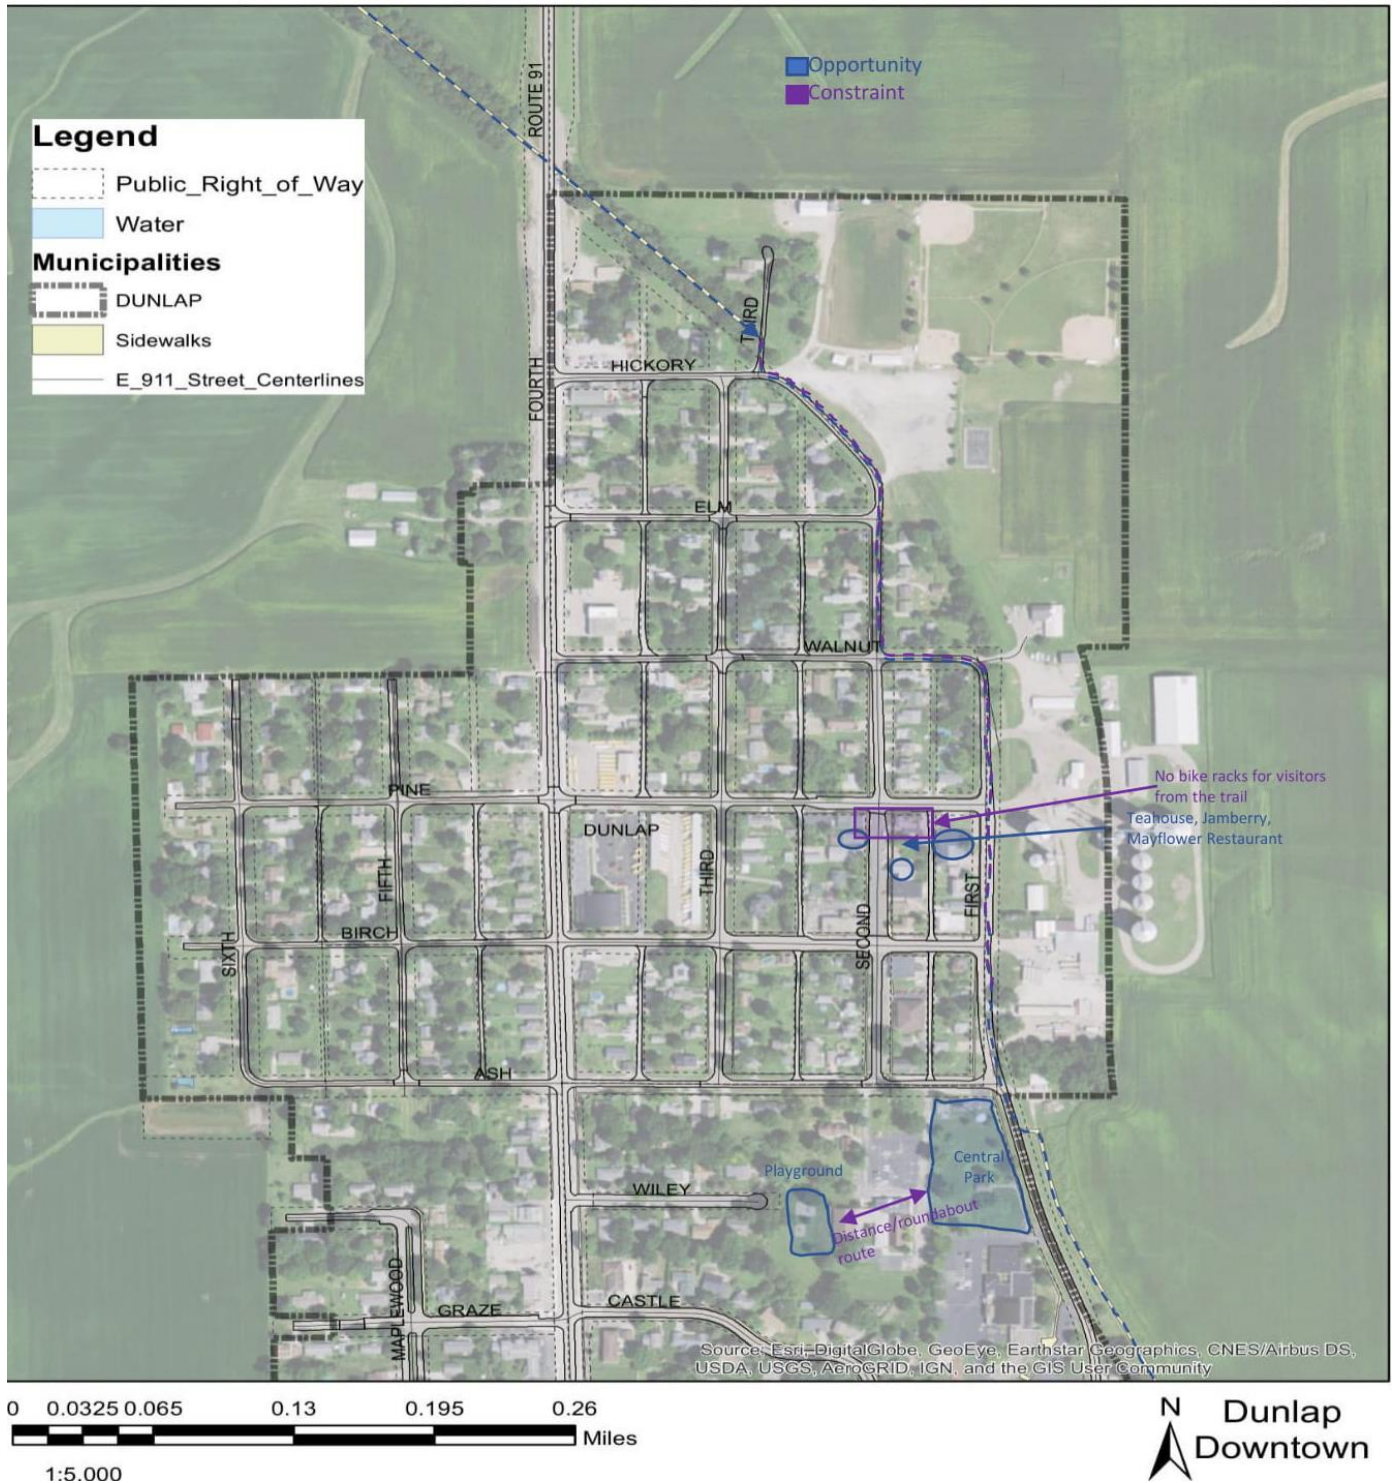 Opportunity
Constraint
ROUTE 91
Legend
Public_Right_of_Way
Water
Municipalities
DUNLAP
Sidewalks
E_911_Street_Centerlines
THIRD
HICKORY
FOURTH
ELM
WALNUT
No bike racks for visitors
from the trail
Teahouse, Jamberry,
Mayflower Restaurant
PINE
DUNLAP
THIRD
FIFTH
FIRST
SECOND
BIRCH
SIXTH
ASH
Central
Park
Playground
WILEY
Distance/roundabout
route
MAPLEWOOD
GRAZE
CASTLE
Source: Esri, DigitalGlobe, GeoEye, Earthstar Geographics, CNES/Airbus DS,
USDA, USGS, AeroGRID, IGN, and the GIS User Community
0 0.0325 0.065 0.13 0.195 0.26
Miles
1:5,000
N
Dunlap
Downtown